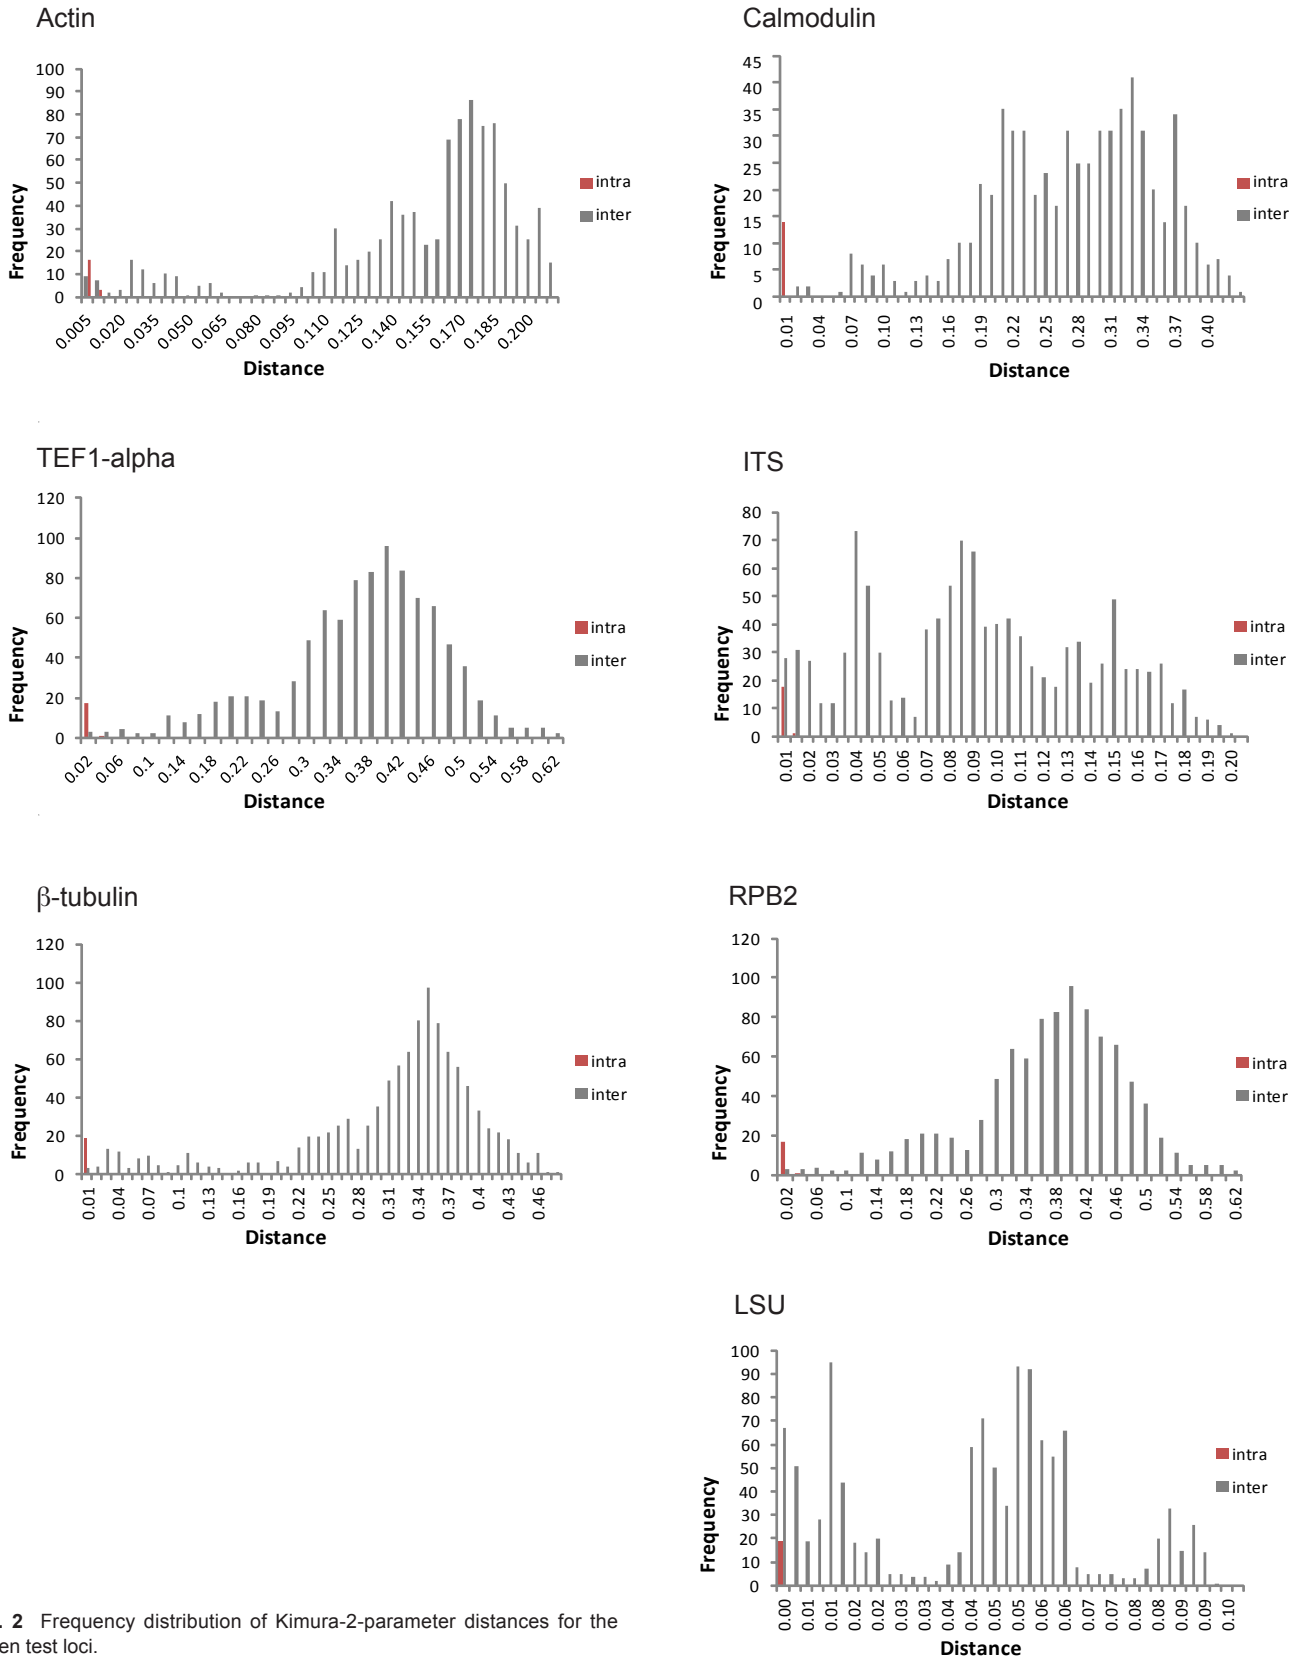 Actin
100
90
80
70
60
50
40
30
20
10
0
Frequency
0.005 0.020 0.035 0.050 0.065 0.080 0.095 0.110 0.125 0.140 0.155 0.170 0.185 0.200
Distance
intra
inter
Calmodulin
45
40
35
30
25
20
15
10
5
0
Frequency
0.01 0.04 0.07 0.10 0.13 0.16 0.19 0.22 0.25 0.28 0.31 0.34 0.37 0.40
Distance
intra
inter
TEF1-alpha
120
100
80
60
40
20
0
Frequency
0.02 0.06 0.1 0.14 0.18 0.22 0.26 0.3 0.34 0.38 0.42 0.46 0.5 0.54 0.58 0.62
Distance
intra
inter
ITS
80
70
60
50
40
30
20
10
0
Frequency
0.01 0.02 0.03 0.04 0.05 0.06 0.07 0.08 0.09 0.10 0.11 0.12 0.13 0.13 0.15 0.16 0.17 0.18 0.19 0.20
Distance
intra
inter
β-tubulin
120
100
80
60
40
20
0
Frequency
0.01 0.04 0.07 0.1 0.13 0.16 0.19 0.22 0.25 0.28 0.31 0.34 0.37 0.4 0.43 0.46
Distance
intra
inter
RPB2
120
100
80
60
40
20
0
Frequency
0.02 0.06 0.1 0.14 0.18 0.22 0.26 0.3 0.34 0.38 0.42 0.46 0.5 0.54 0.58 0.62
Distance
intra
inter
LSU
100
90
80
70
60
50
40
30
20
10
0
Frequency
0.00 0.01 0.01 0.02 0.02 0.03 0.03 0.04 0.04 0.05 0.05 0.06 0.06 0.07 0.07 0.08 0.08 0.09 0.09 0.10
Distance
intra
inter
. 2 Frequency distribution of Kimura-2-parameter distances for the
en test loci.